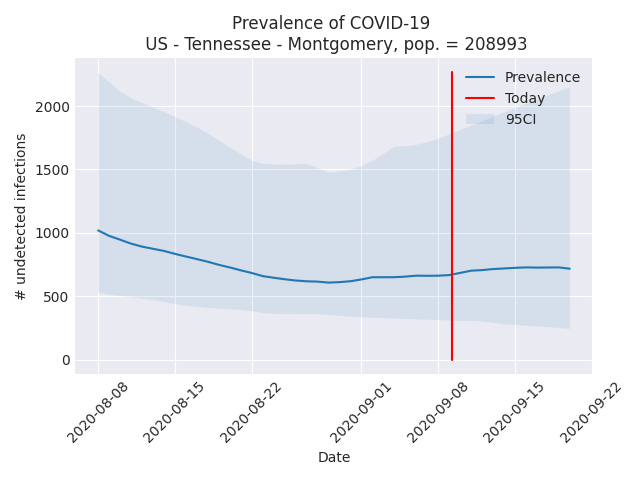 Prevalence of COVID-19
US - Tennessee - Montgomery, pop. = 208993
Prevalence
Today
95CI
2000
1500
1000
500
0
# undetected infections
2020-08-08
2020-08-15
2020-08-22
2020-09-01
2020-09-08
2020-09-15
2020-09-22
Date